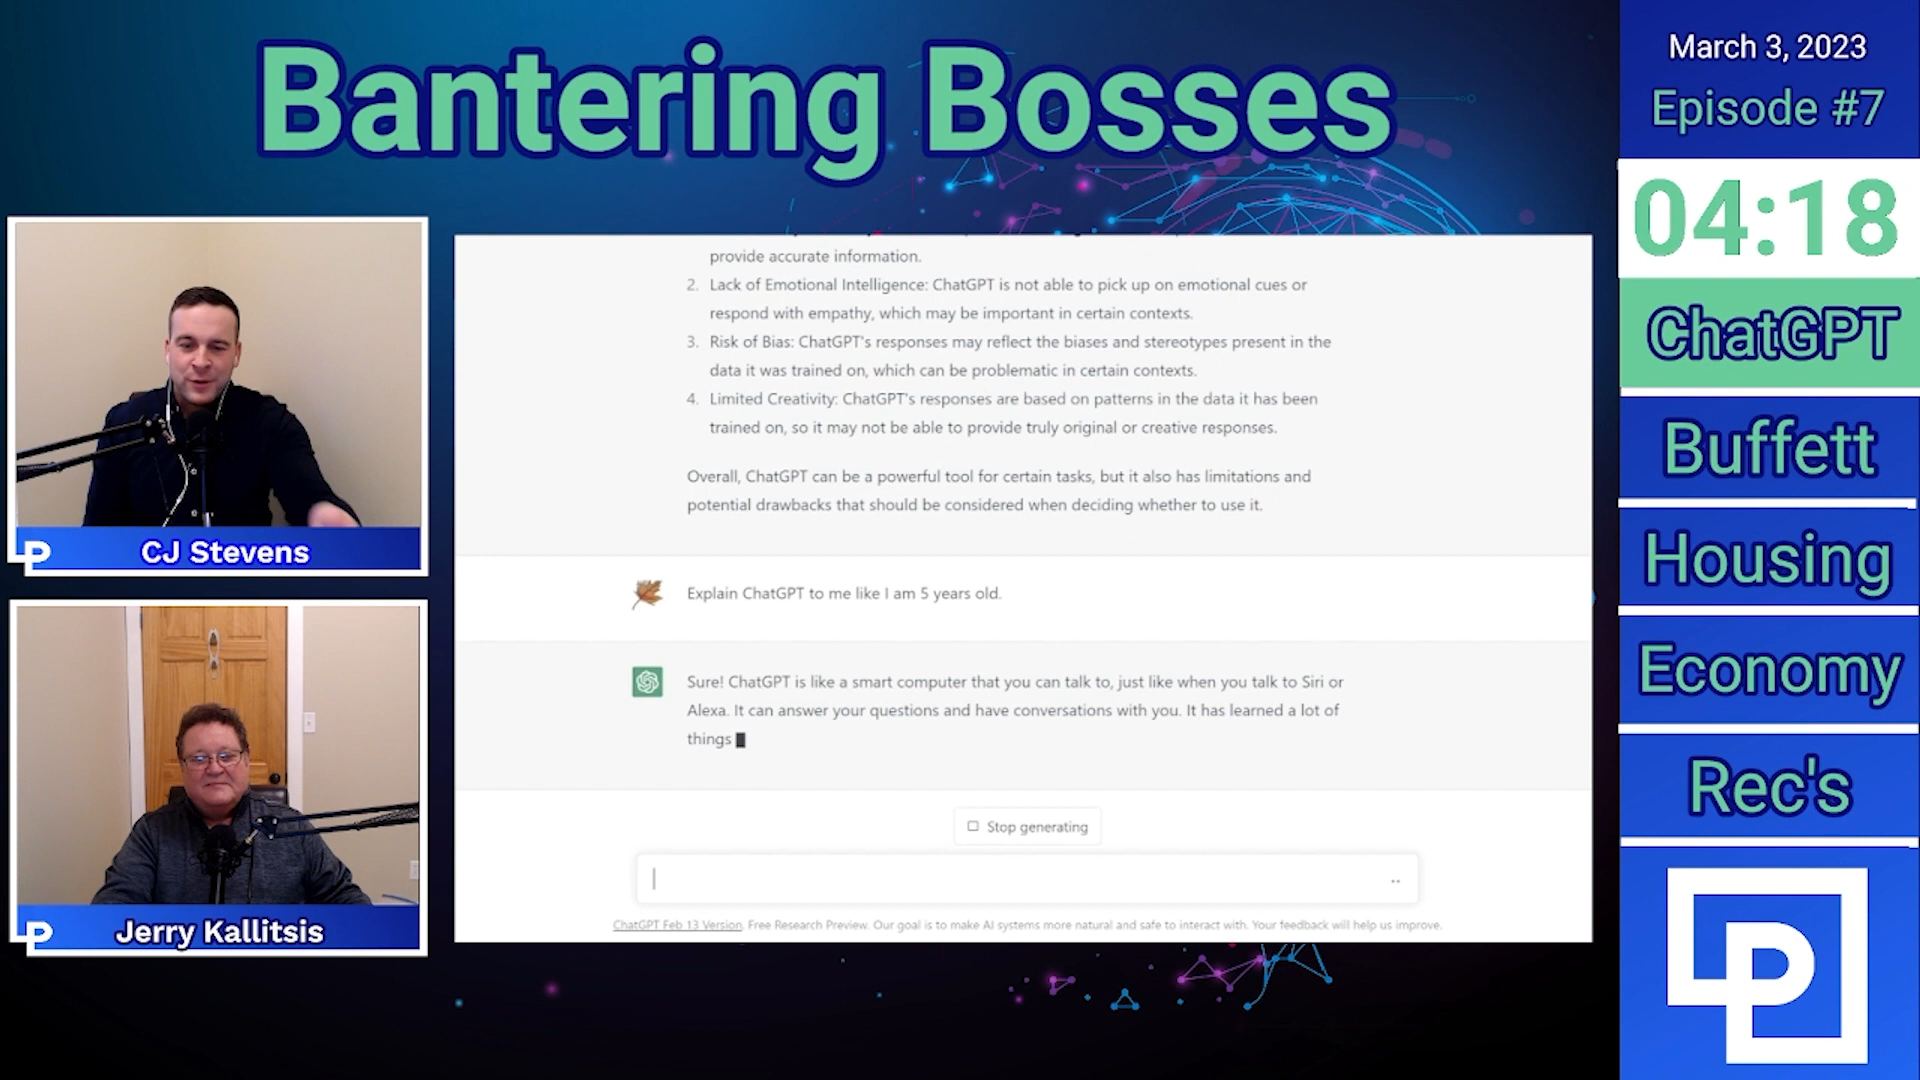 Bantering Bosses
March 3, 2023
Episode #7
04:18
ChatGPT
Buffett
Housing
Economy
Rec's
CJ Stevens
Jerry Kallitsis
provide accurate information.
2. Lack of Emotional Intelligence: ChatGPT is not able to pick up on emotional cues or
respond with empathy, which may be important in certain contexts.
3. Risk of Bias: ChatGPT's responses may reflect the biases and stereotypes present in the
data it was trained on, which can be problematic in certain contexts.
4. Limited Creativity: ChatGPT's responses are based on patterns in the data it has been
trained on, so it may not be able to provide truly original or creative responses.
Overall, ChatGPT can be a powerful tool for certain tasks, but it also has limitations and
potential drawbacks that should be considered when deciding whether to use it.
Explain ChatGPT to me like I am 5 years old.
Sure! ChatGPT is like a smart computer that you can talk to, just like when you talk to Siri or
Alexa. It can answer your questions and have conversations with you. It has learned a lot of
things
Stop generating
ChatGPT Feb 13 Version. Free Research Preview. Our goal is to make AI systems more natural and safe to interact with. Your feedback will help us improve.